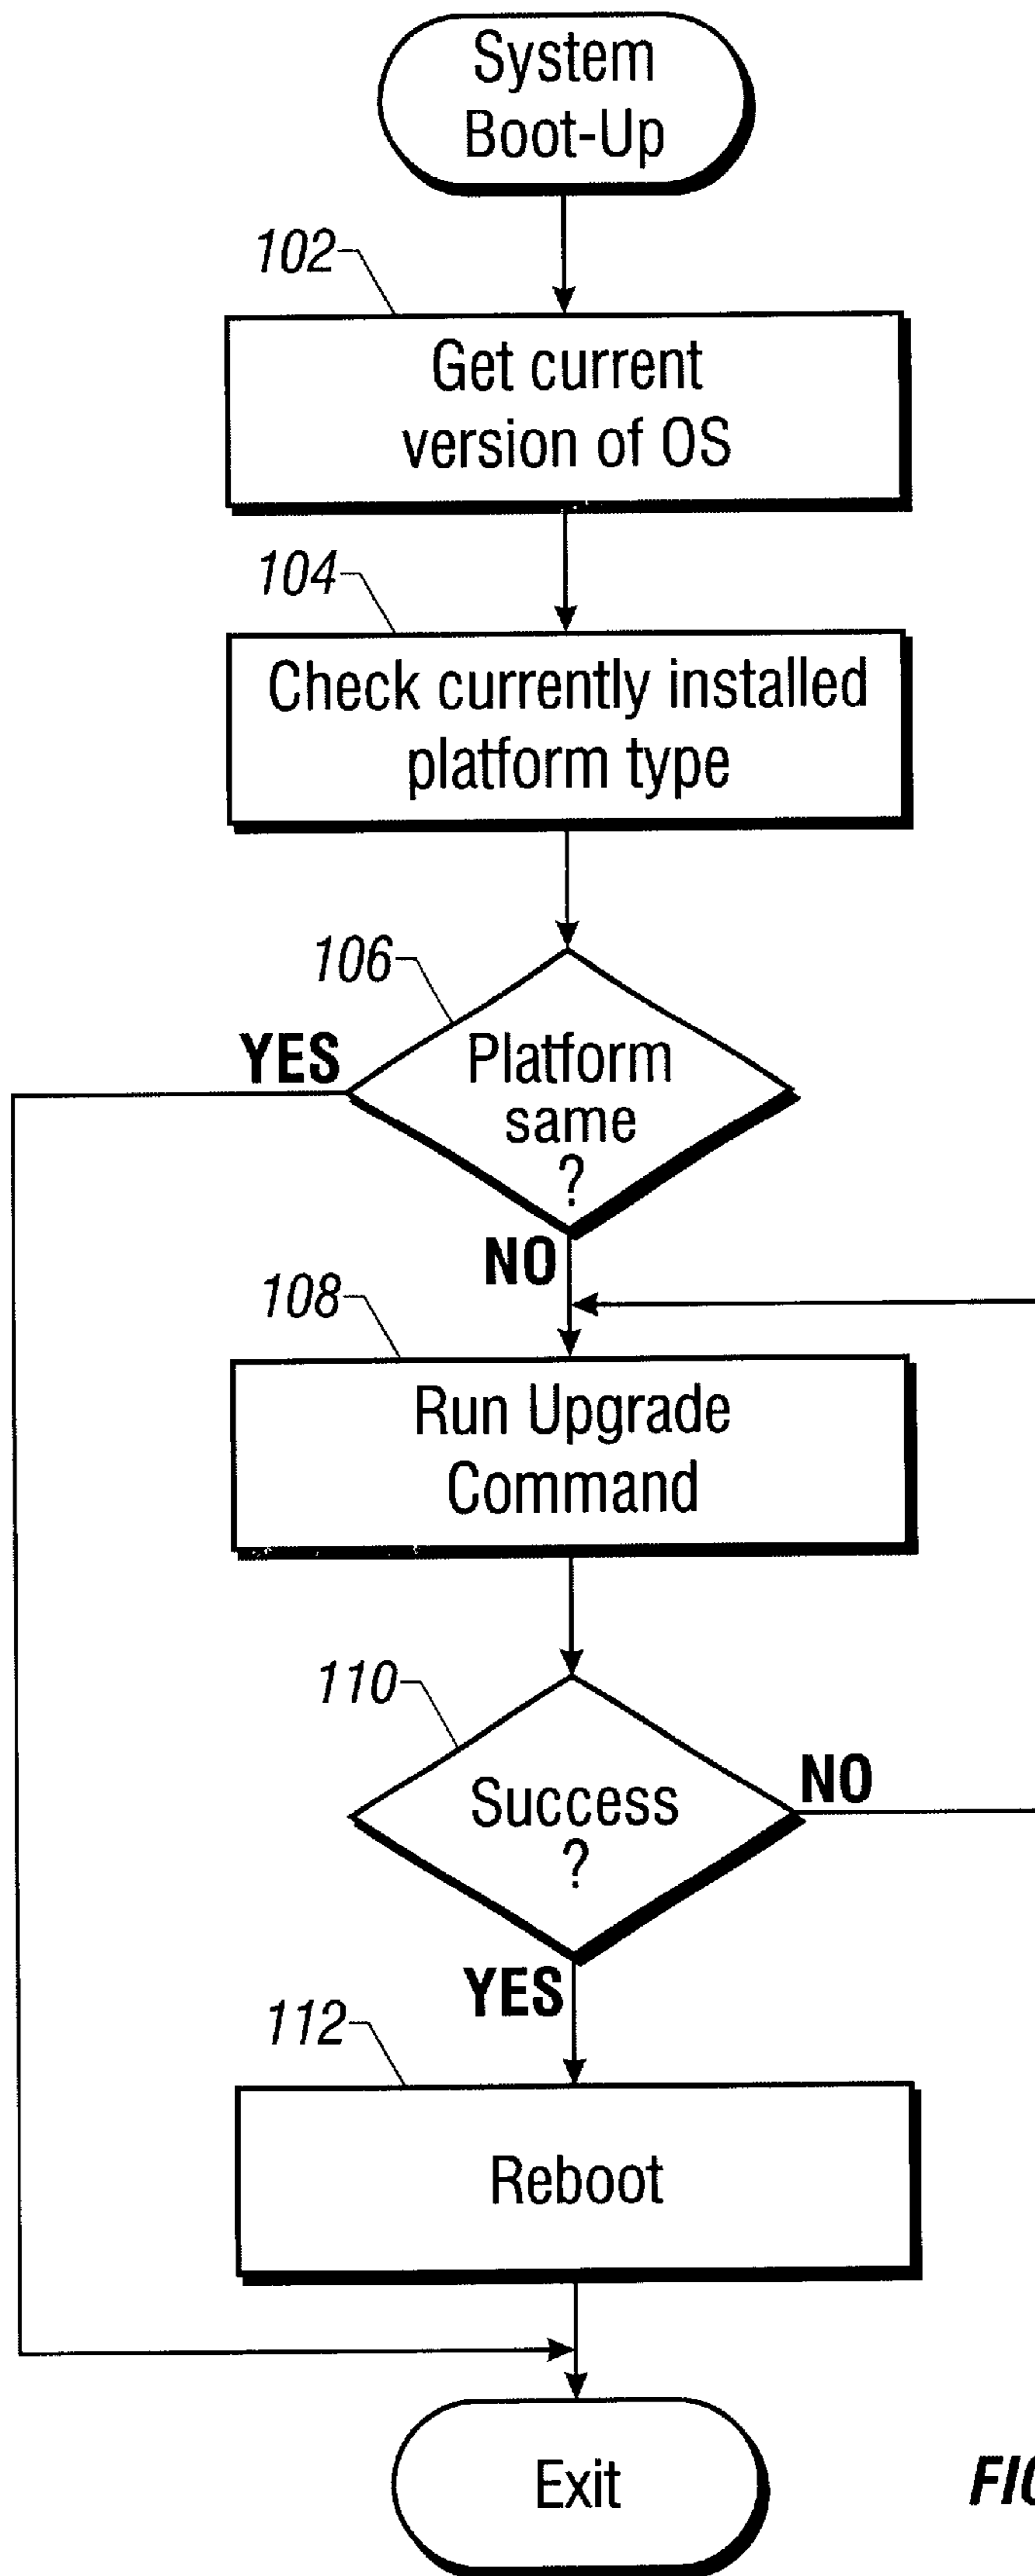 System
Boot-Up
102
Get current
version of OS
104
Check currently installed
platform type
106
YES
Platform
same
?
NO
108
Run Upgrade
Command
110
Success
?
NO
YES
112
Reboot
Exit